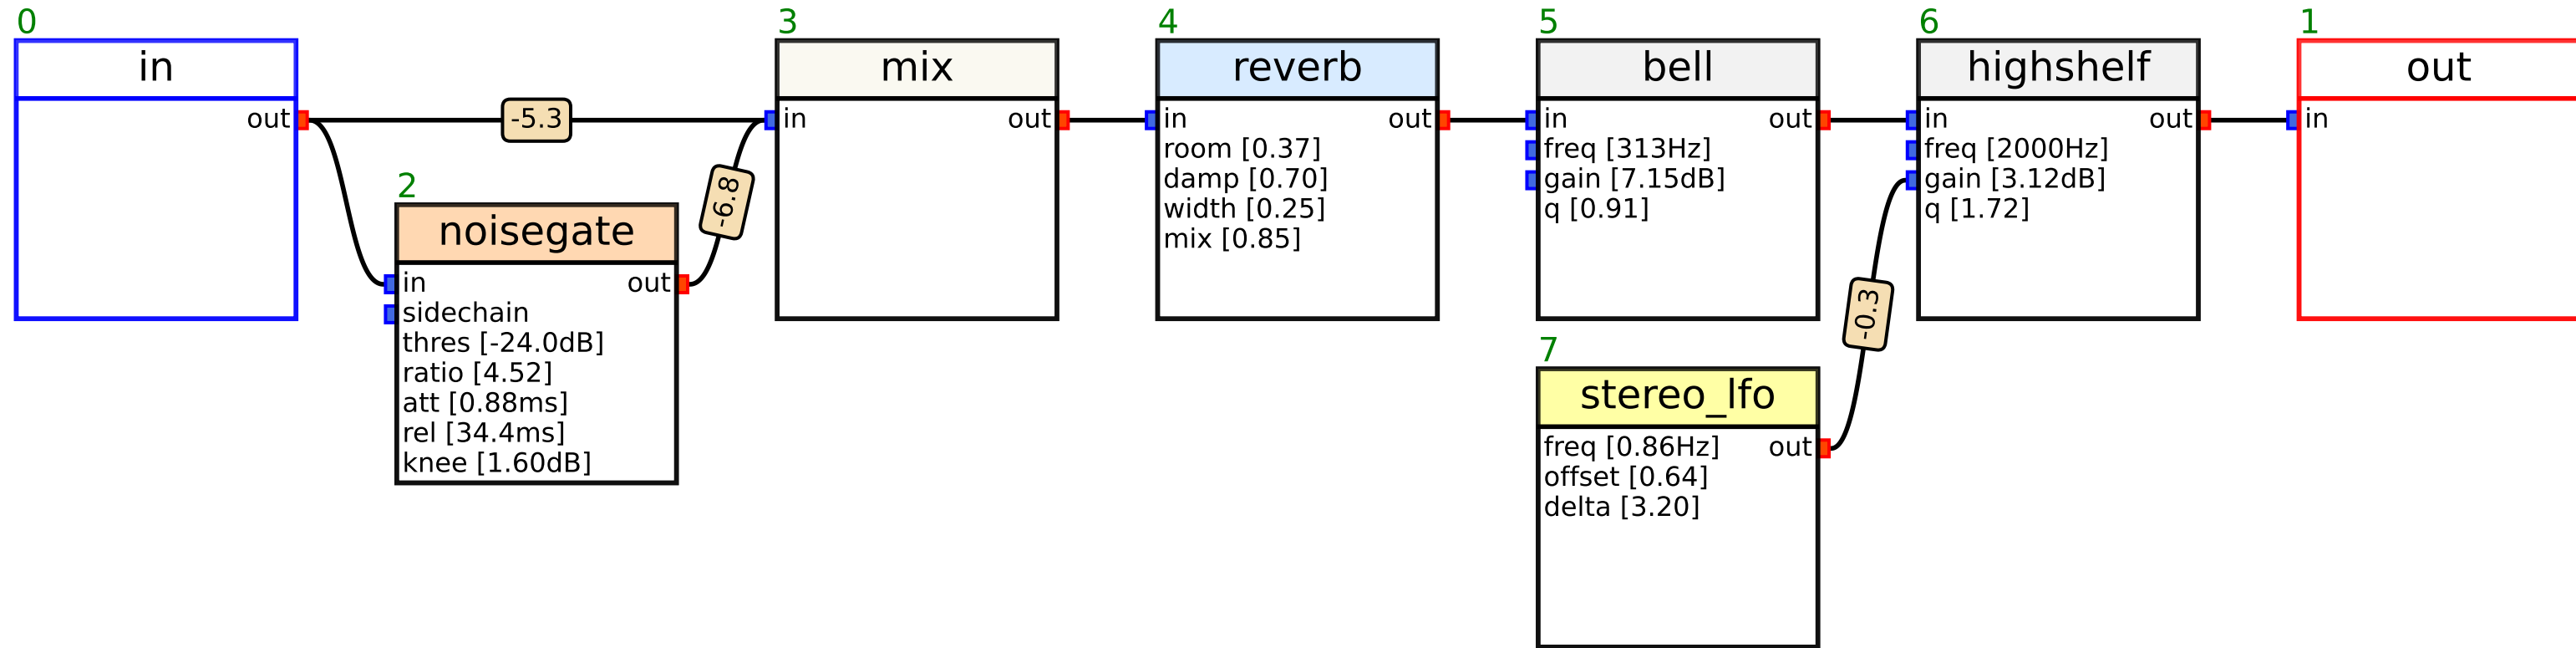 0
in
out
-5.3
2
noisegate
in
out
sidechain
thres [-24.0dB]
ratio [4.52]
att [0.88ms]
rel [34.4ms]
knee [1.60dB]
-6.8
3
mix
in
out
4
reverb
in
out
room [0.37]
damp [0.70]
width [0.25]
mix [0.85]
5
bell
in
out
freq [313Hz]
gain [7.15dB]
q [0.91]
7
stereo_lfo
freq [0.86Hz]
out
offset [0.64]
delta [3.20]
-0.3
6
highshelf
in
out
freq [2000Hz]
gain [3.12dB]
q [1.72]
1
out
in